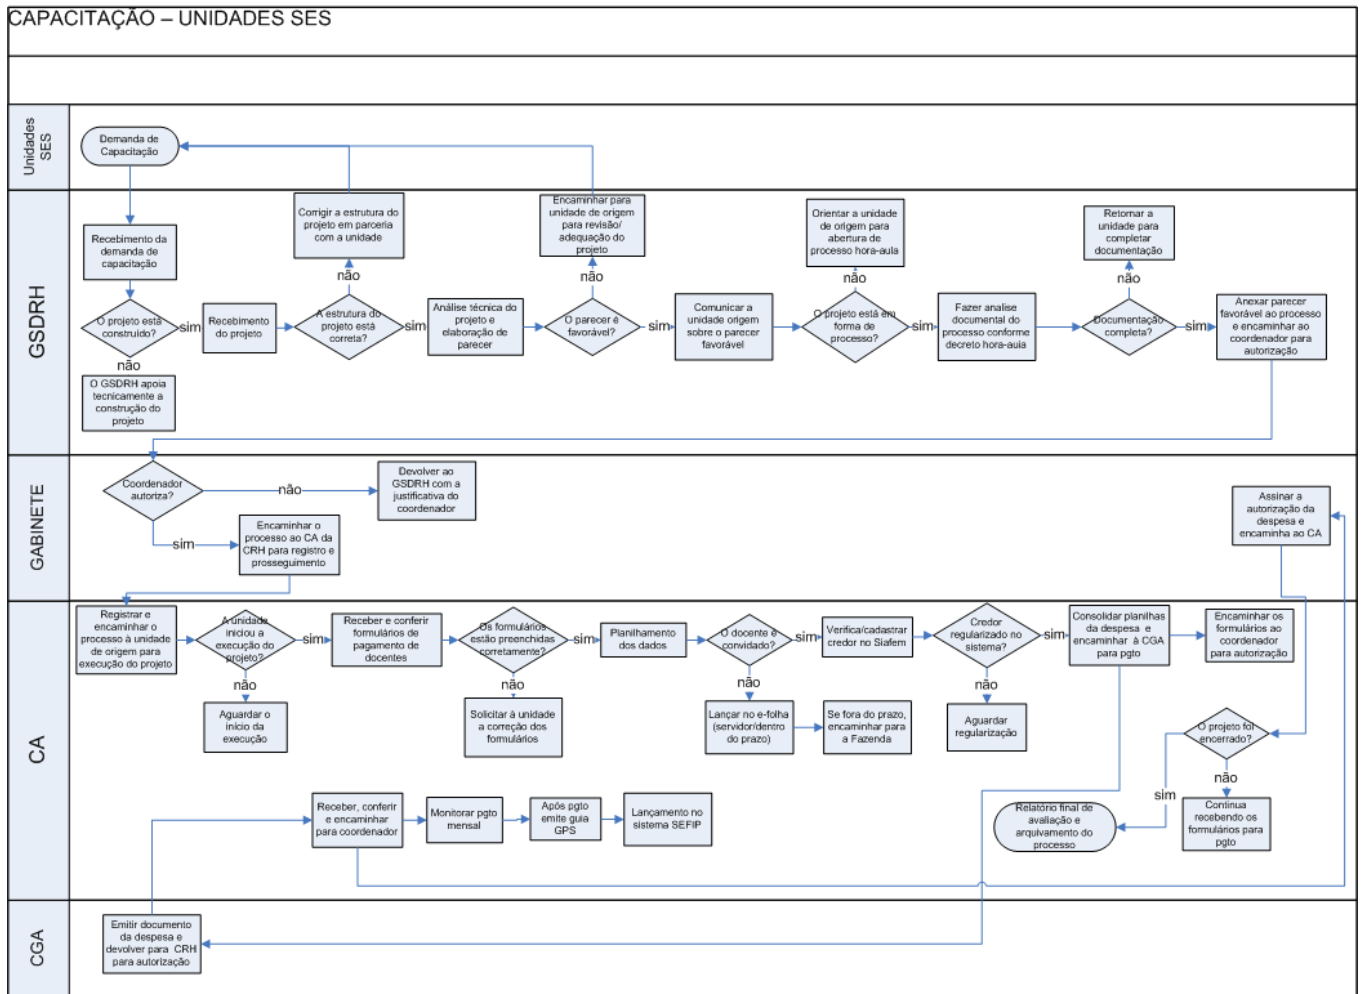 CAPACITAÇÃO – UNIDADES SES
Unidades
SES
Demanda de
Capacitação
GSDRH
Recebimento da
demanda de
capacitação
Corrigir a estrutura do
projeto em parceria
com a unidade
Encaminhar para
unidade de origem
para revisão/
adequação do
projeto
Orientar a unidade
de origem para
abertura de
processo hora-aula
Retornar a
unidade para
completar
documentação
não
não
não
não
O projeto está
construído?
sim
Recebimento
do projeto
A estrutura do
projeto está
correta?
sim
Análise técnica do
projeto e
elaboração de
parecer
O parecer é
favorável?
sim
Comunicar a
unidade origem
sobre o parecer
favorável
O projeto está em
forma de
processo?
sim
Fazer analise
documental do
processo conforme
decreto hora-aula
Documentação
completa?
sim
Anexar parecer
favorável ao processo
e encaminhar ao
coordenador para
autorização
não
O GSDRH apoia
tecnicamente a
construção do
projeto
GABINETE
Coordenador
autoriza?
não
Devolver ao
GSDRH com a
justificativa do
coordenador
sim
Encaminhar o
processo ao CA da
CRH para registro e
prosseguimento
Assinar a
autorização da
despesa e
encaminha ao CA
CA
Registrar e
encaminhar o
processo à unidade
de origem para
execução do projeto
A unidade
iniciou a
execução do
projeto?
sim
Receber e conferir
formulários de
pagamento de
docentes
Os formulários
estão preenchidas
corretamente?
sim
Planilhamento
dos dados
O docente é
convidado?
sim
Verifica/cadastrar
credor no Siafem
Credor
regularizado no
sistema?
sim
Consolidar planilhas
da despesa e
encaminhar à CGA
para pgto
Encaminhar os
formulários ao
coordenador
para autorização
não
não
não
não
Aguardar o
início da
execução
Solicitar à unidade
a correção dos
formulários
Lançar no e-folha
(servidor/dentro
do prazo)
Se fora do prazo,
encaminhar para
a Fazenda
Aguardar
regularização
O projeto foi
encerrado?
não
sim
Receber, conferir
e encaminhar
para coordenador
Monitorar pgto
mensal
Após pgto
emite guia
GPS
Lançamento no
sistema SEFIP
Relatório final de
avaliação e
arquivamento do
processo
Continua
recebendo os
formulários para
pgto
CGA
Emitir documento
da despesa e
devolver para CRH
para autorização